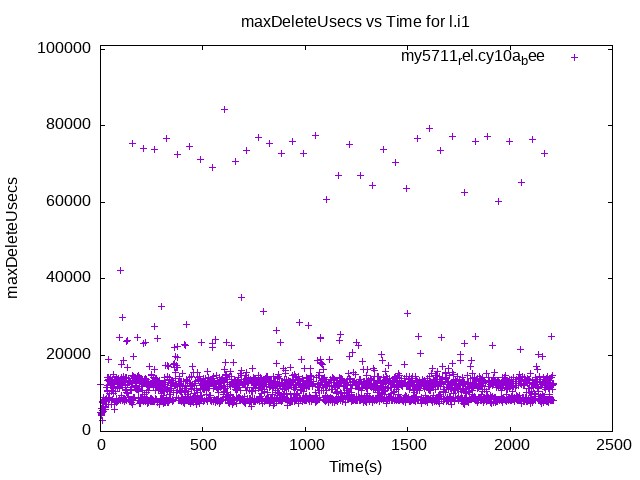 maxDeleteUsecs vs Time for l.i1
my5711rel.cy10abee
100000
80000
60000
40000
20000
0
maxDeleteUsecs
0 500 1000 1500 2000 2500
Time(s)